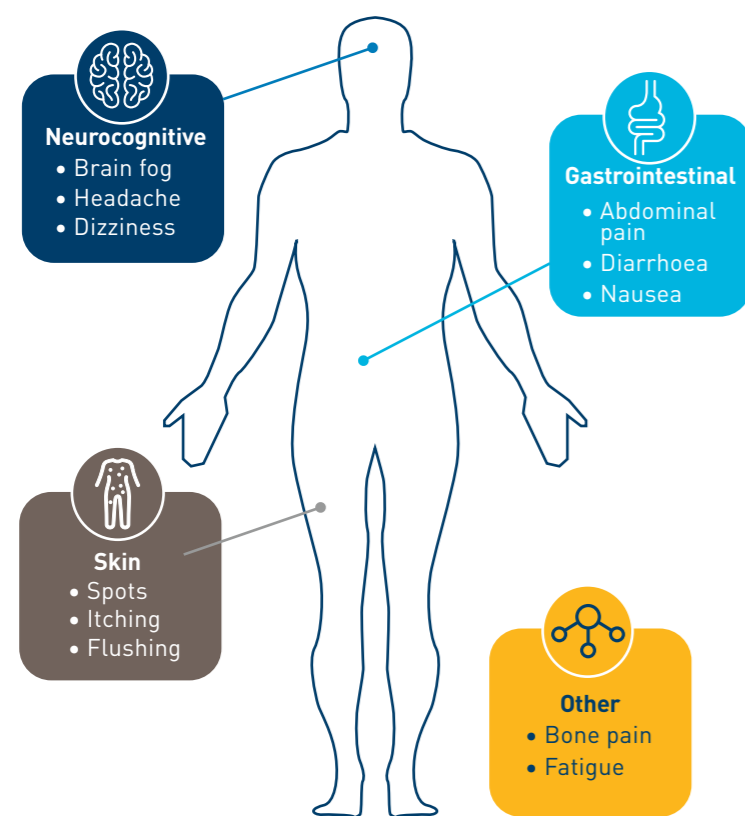 Neurocognitive
• Brain fog
• Headache
• Dizziness
Gastrointestinal
• Abdominal
pain
• Diarrhoea
• Nausea
Skin
• Spots
• Itching
• Flushing
Other
• Bone pain
• Fatigue